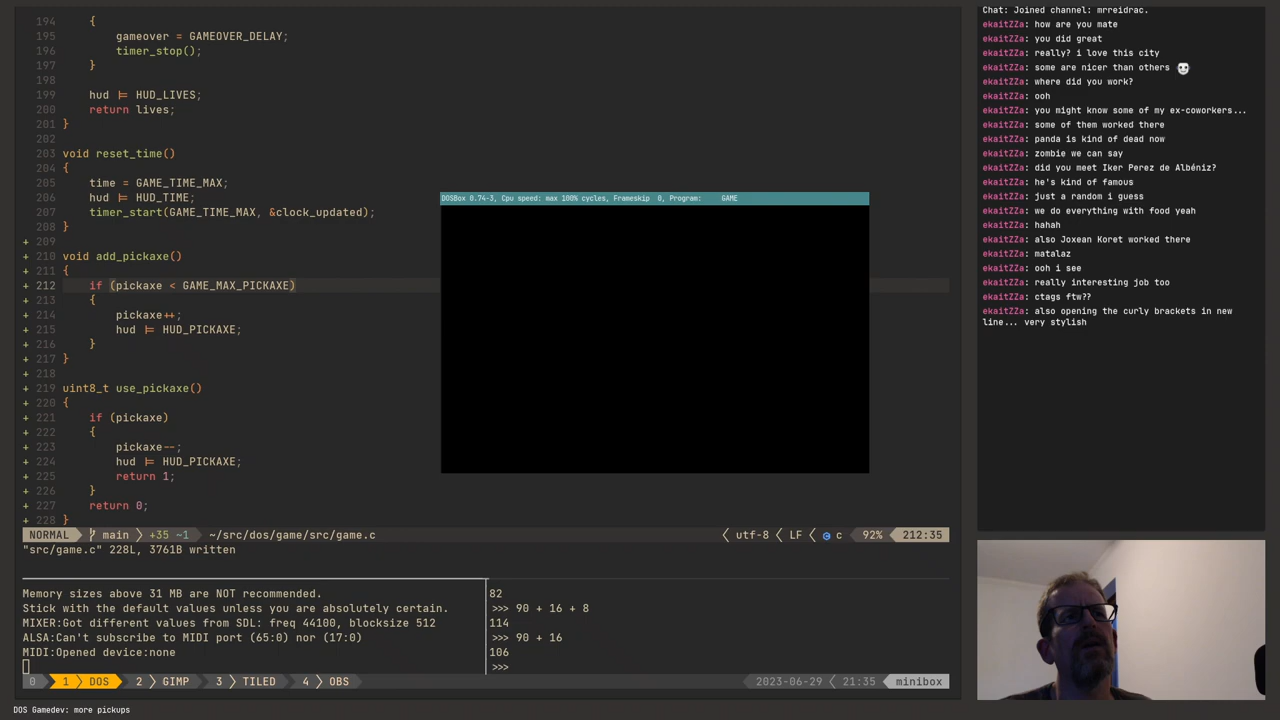 194     {
195         gameover = GAMEOVER_DELAY;
196         timer_stop();
197     }
198
199     hud |= HUD_LIVES;
200     return lives;
201 }
202
203 void reset_time()
204 {
205     time = GAME_TIME_MAX;
206     hud |= HUD_TIME;
207     timer_start(GAME_TIME_MAX, &clock_updated);
208 }
+ 209
+ 210 void add_pickaxe()
+ 211 {
+ 212     if (pickaxe < GAME_MAX_PICKAXE)
+ 213     {
+ 214         pickaxe++;
+ 215         hud |= HUD_PICKAXE;
+ 216     }
+ 217 }
+ 218
+ 219 uint8_t use_pickaxe()
+ 220 {
+ 221     if (pickaxe)
+ 222     {
+ 223         pickaxe--;
+ 224         hud |= HUD_PICKAXE;
+ 225         return 1;
+ 226     }
+ 227     return 0;
+ 228 }
NORMAL main +35 ~1 ~/src/dos/game/src/game.c utf-8 LF c 92% 212:35
"src/game.c" 228L, 3761B written
DOSBox 0.74-3, Cpu speed: max 100% cycles, Frameskip 0, Program: GAME
Memory sizes above 31 MB are NOT recommended.
Stick with the default values unless you are absolutely certain.
MIXER:Got different values from SDL: freq 44100, blocksize 512
ALSA:Can't subscribe to MIDI port (65:0) nor (17:0)
MIDI:Opened device:none
82
>>> 90 + 16 + 8
114
>>> 90 + 16
106
>>>
0 1 DOS 2 GIMP 3 TILED 4 OBS 2023-06-29 21:35 minibox
DOS Gamedev: more pickups
Chat: Joined channel: mrreidrac.
ekaitZZa: how are you mate
ekaitZZa: you did great
ekaitZZa: really? i love this city
ekaitZZa: some are nicer than others
ekaitZZa: where did you work?
ekaitZZa: ooh
ekaitZZa: you might know some of my ex-coworkers...
ekaitZZa: some of them worked there
ekaitZZa: panda is kind of dead now
ekaitZZa: zombie we can say
ekaitZZa: did you meet Iker Perez de Albéniz?
ekaitZZa: he's kind of famous
ekaitZZa: just a random i guess
ekaitZZa: we do everything with food yeah
ekaitZZa: hahah
ekaitZZa: also Joxean Koret worked there
ekaitZZa: matalaz
ekaitZZa: ooh i see
ekaitZZa: really interesting job too
ekaitZZa: ctags ftw??
ekaitZZa: also opening the curly brackets in new
line... very stylish